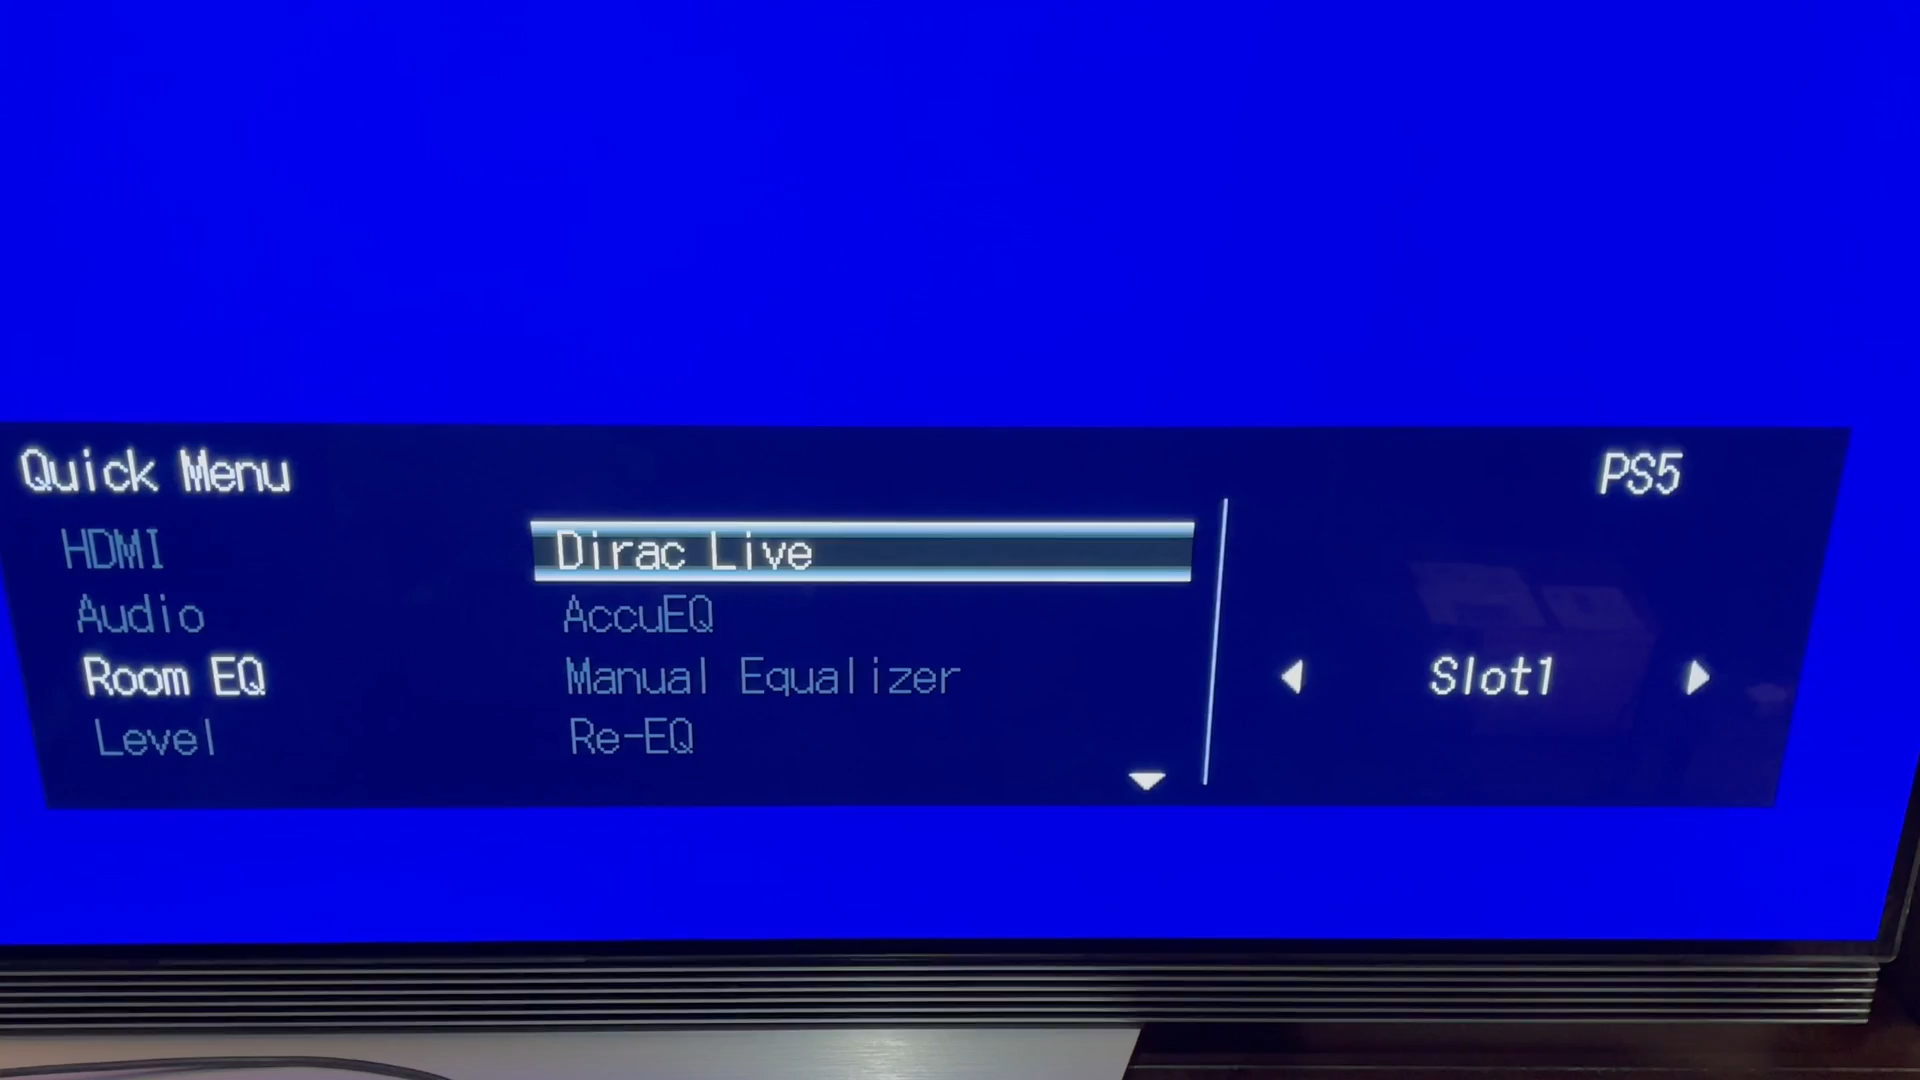 Quick Menu
PS5
HDMI
Audio
Room EQ
Level
Dirac Live
AccuEQ
Manual Equalizer
Re-EQ
Slot1